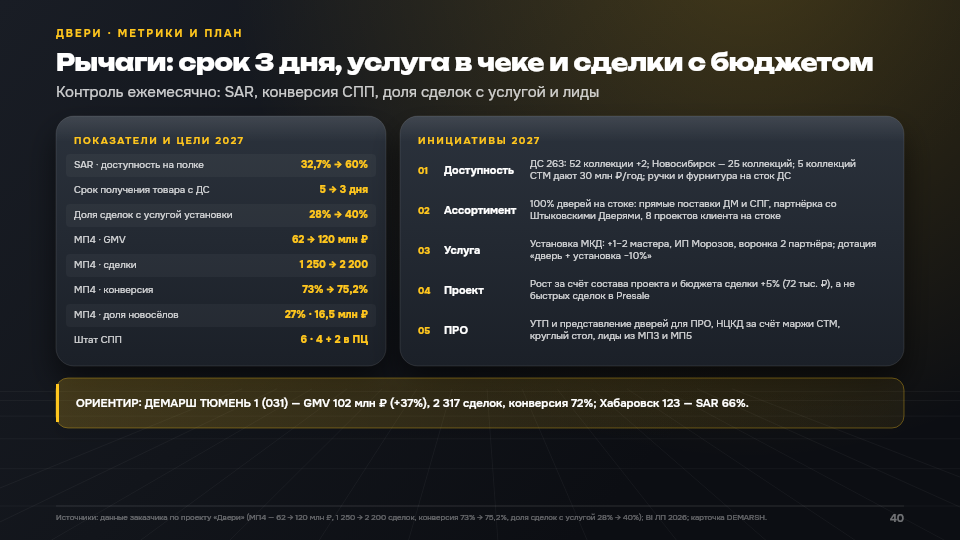 ДВЕРИ · МЕТРИКИ И ПЛАН
Рычаги: срок 3 дня, услуга в чеке и сделки с бюджетом
Контроль ежемесячно: SAR, конверсия СПП, доля сделок с услугой и лиды
ПОКАЗАТЕЛИ И ЦЕЛИ 2027
SAR · доступность на полке 32,7% → 60%
Срок получения товара с ДС 5 → 3 дня
Доля сделок с услугой установки 28% → 40%
МП4 · GMV 62 → 120 млн ₽
МП4 · сделки 1 250 → 2 200
МП4 · конверсия 73% → 75,2%
МП4 · доля новосёлов 27% · 16,5 млн ₽
Штат СПП 6 · 4 + 2 в ПЦ
ИНИЦИАТИВЫ 2027
01 Доступность ДС 263: 52 коллекции +2; Новосибирск — 25 коллекций; 5 коллекций
СТМ дают 30 млн ₽/год; ручки и фурнитура на сток ДС
02 Ассортимент 100% дверей на стоке: прямые поставки ДМ и СПГ, партнёрка со
Штыковскими Дверями, 8 проектов клиента на стоке
03 Услуга Установка МКД: +1–2 мастера, ИП Морозов, воронка 2 партнёра; дотация
«дверь + установка −10%»
04 Проект Рост за счёт состава проекта и бюджета сделки +5% (72 тыс. ₽), а не
быстрых сделок в Presale
05 ПРО УТП и представление дверей для ПРО, НЦКД за счёт маржи СТМ,
круглый стол, лиды из МП3 и МП5
ОРИЕНТИР: ДЕМАРШ ТЮМЕНЬ 1 (031) — GMV 102 млн ₽ (+37%), 2 317 сделок, конверсия 72%; Хабаровск 123 — SAR 66%.
Источники: данные заказчика по проекту «Двери» (МП4 — 62 → 120 млн ₽, 1 250 → 2 200 сделок, конверсия 73% → 75,2%, доля сделок с услугой 28% → 40%); BI ЛП 2026; карточка DEMARSH.
40